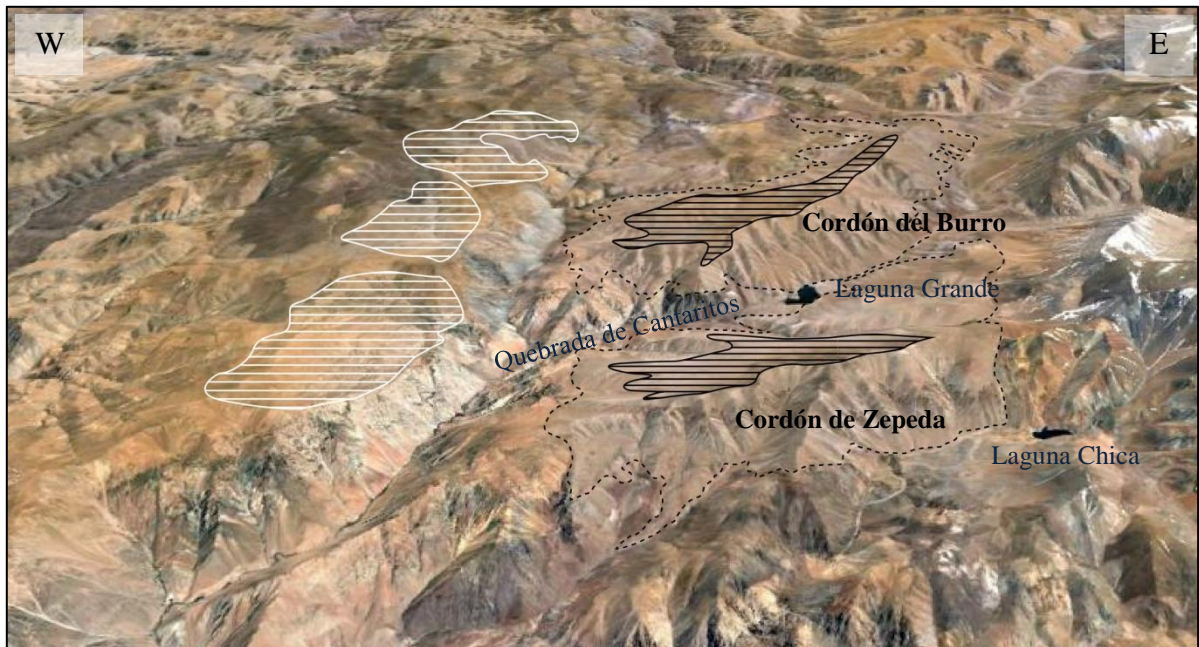 W
E
Cordón del Burro
Laguna Grande
Quebrada de Cantaritos
Cordón de Zepeda
Laguna Chica